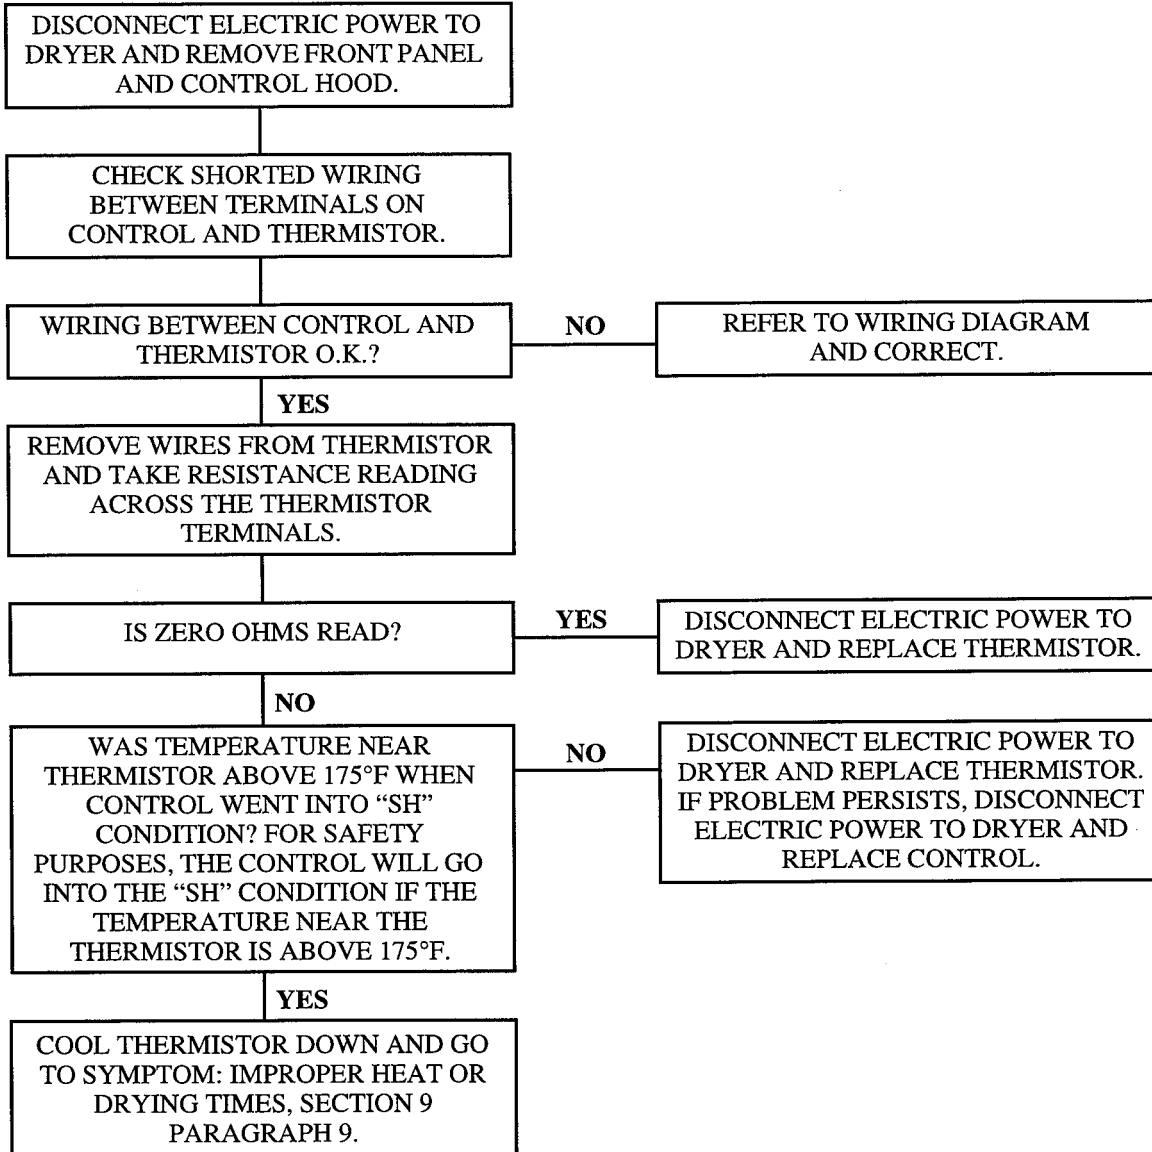 DISCONNECT ELECTRIC POWER TO
DRYER AND REMOVE FRONT PANEL
AND CONTROL HOOD.
CHECK SHORTED WIRING
BETWEEN TERMINALS ON
CONTROL AND THERMISTOR.
WIRING BETWEEN CONTROL AND
THERMISTOR O.K.?
NO
REFER TO WIRING DIAGRAM
AND CORRECT.
YES
REMOVE WIRES FROM THERMISTOR
AND TAKE RESISTANCE READING
ACROSS THE THERMISTOR
TERMINALS.
IS ZERO OHMS READ?
YES
DISCONNECT ELECTRIC POWER TO
DRYER AND REPLACE THERMISTOR.
NO
WAS TEMPERATURE NEAR
THERMISTOR ABOVE 175°F WHEN
CONTROL WENT INTO “SH”
CONDITION? FOR SAFETY
PURPOSES, THE CONTROL WILL GO
INTO THE “SH” CONDITION IF THE
TEMPERATURE NEAR THE
THERMISTOR IS ABOVE 175°F.
NO
DISCONNECT ELECTRIC POWER TO
DRYER AND REPLACE THERMISTOR.
IF PROBLEM PERSISTS, DISCONNECT
ELECTRIC POWER TO DRYER AND
REPLACE CONTROL.
YES
COOL THERMISTOR DOWN AND GO
TO SYMPTOM: IMPROPER HEAT OR
DRYING TIMES, SECTION 9
PARAGRAPH 9.